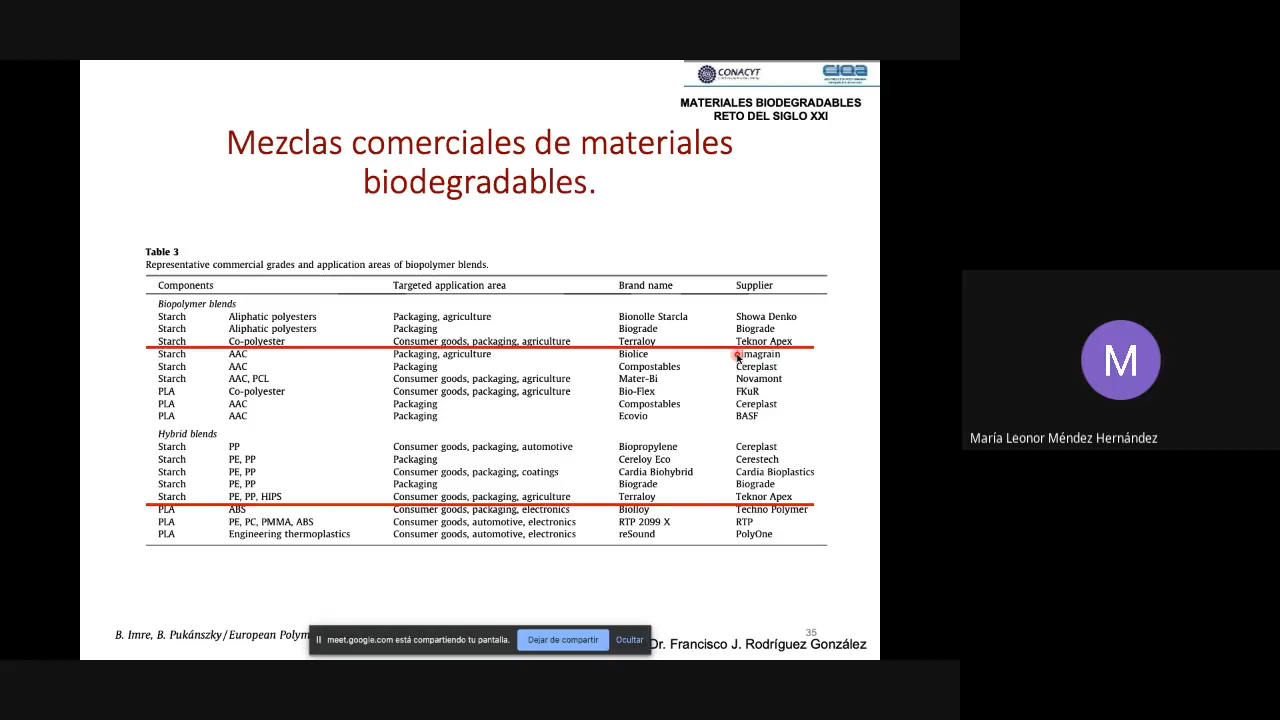 CONACYT
CIQA
MATERIALES BIODEGRADABLES
RETO DEL SIGLO XXI
Mezclas comerciales de materiales
biodegradables.
Table 3
Representative commercial grades and application areas of biopolymer blends.
Components Targeted application area Brand name Supplier
Biopolymer blends
Starch Aliphatic polyesters Packaging, agriculture Bionolle Starcla Showa Denko
Starch Aliphatic polyesters Packaging Biograde Biograde
Starch Co-polyester Consumer goods, packaging, agriculture Terraloy Teknor Apex
Starch AAC Packaging, agriculture Biolice
Starch AAC Packaging Compostables Cereplast
Starch AAC, PCL Consumer goods, packaging, agriculture Mater-Bi Novamont
PLA Co-polyester Consumer goods, packaging, agriculture Bio-Flex FKuR
PLA AAC Packaging Compostables Cereplast
PLA AAC Packaging Ecovio BASF
Hybrid blends
Starch PP Consumer goods, packaging, automotive Biopropylene Cereplast
Starch PE, PP Packaging Cereloy Eco Cerestech
Starch PE, PP Consumer goods, packaging, coatings Cardia Biohybrid Cardia Bioplastics
Starch PE, PP Packaging Biograde Biograde
Starch PE, PP, HIPS Consumer goods, packaging, agriculture Terraloy Teknor Apex
PLA ABS Consumer goods, packaging, electronics Biolloy Techno Polymer
PLA PE, PC, PMMA, ABS Consumer goods, automotive, electronics RTP 2099 X RTP
PLA Engineering thermoplastics Consumer goods, automotive, electronics reSound PolyOne
B. Imre, B. Pukánszky / European Polym
meet.google.com está compartiendo tu pantalla. Dejar de compartir Ocultar
35
Dr. Francisco J. Rodríguez González
M
María Leonor Méndez Hernández